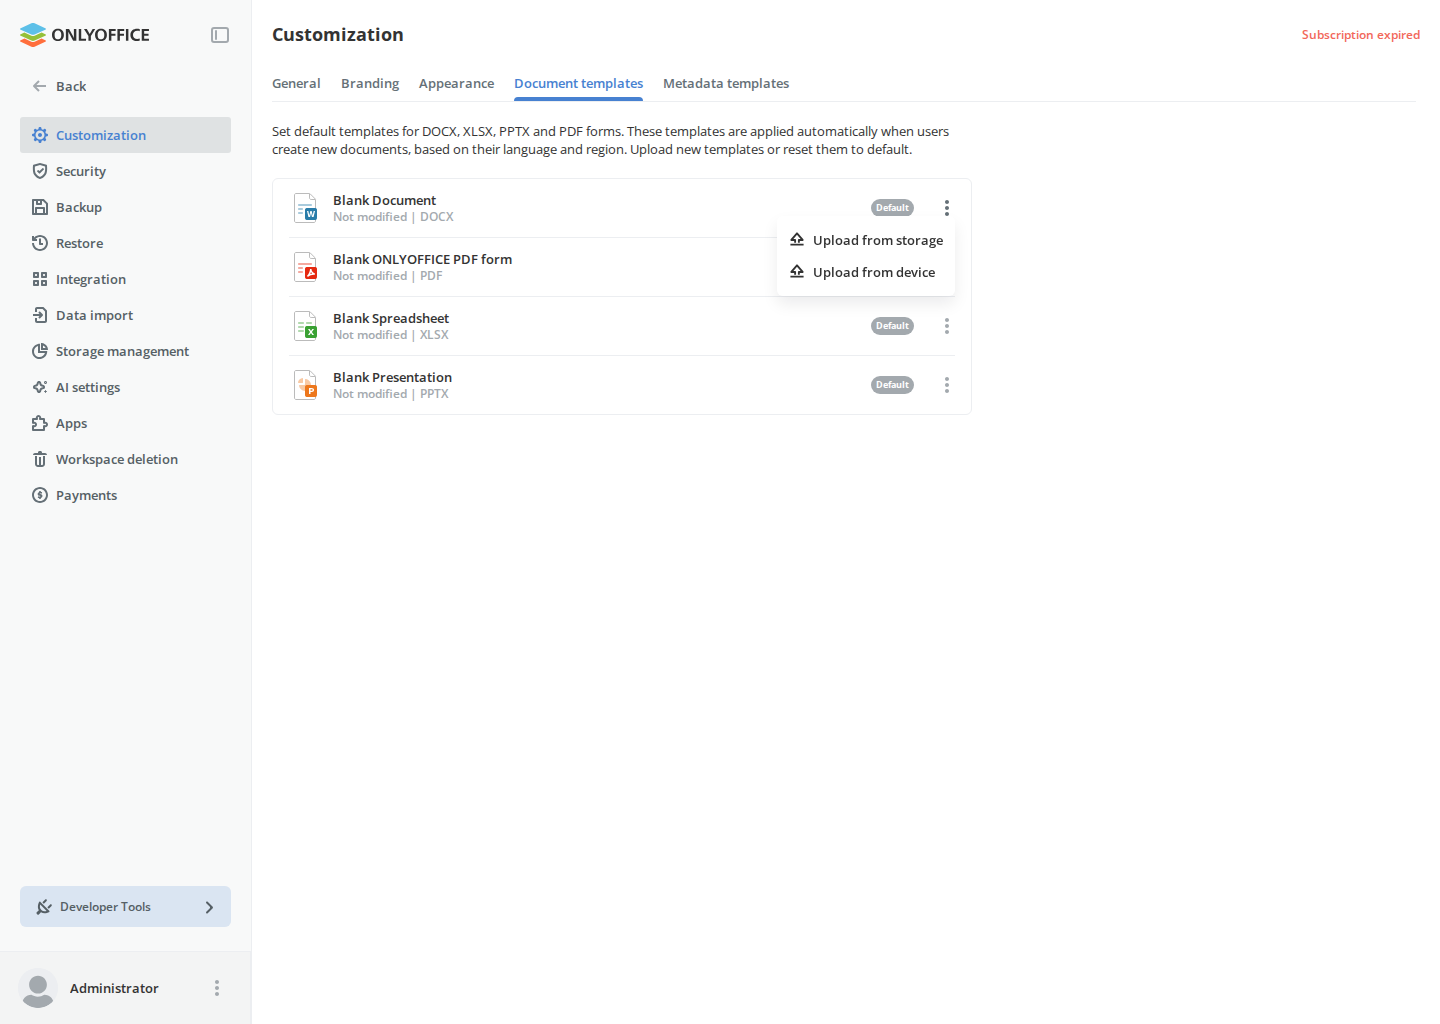 ONLYOFFICE
Back
Customization
Security
Backup
Restore
Integration
Data import
Storage management
AI settings
Apps
Workspace deletion
Payments
Developer Tools
Administrator
Customization
Subscription expired
General Branding Appearance Document templates Metadata templates
Set default templates for DOCX, XLSX, PPTX and PDF forms. These templates are applied automatically when users
create new documents, based on their language and region. Upload new templates or reset them to default.
Blank Document
Not modified | DOCX
Default
Upload from storage
Upload from device
Blank ONLYOFFICE PDF form
Not modified | PDF
Blank Spreadsheet
Not modified | XLSX
Default
Blank Presentation
Not modified | PPTX
Default